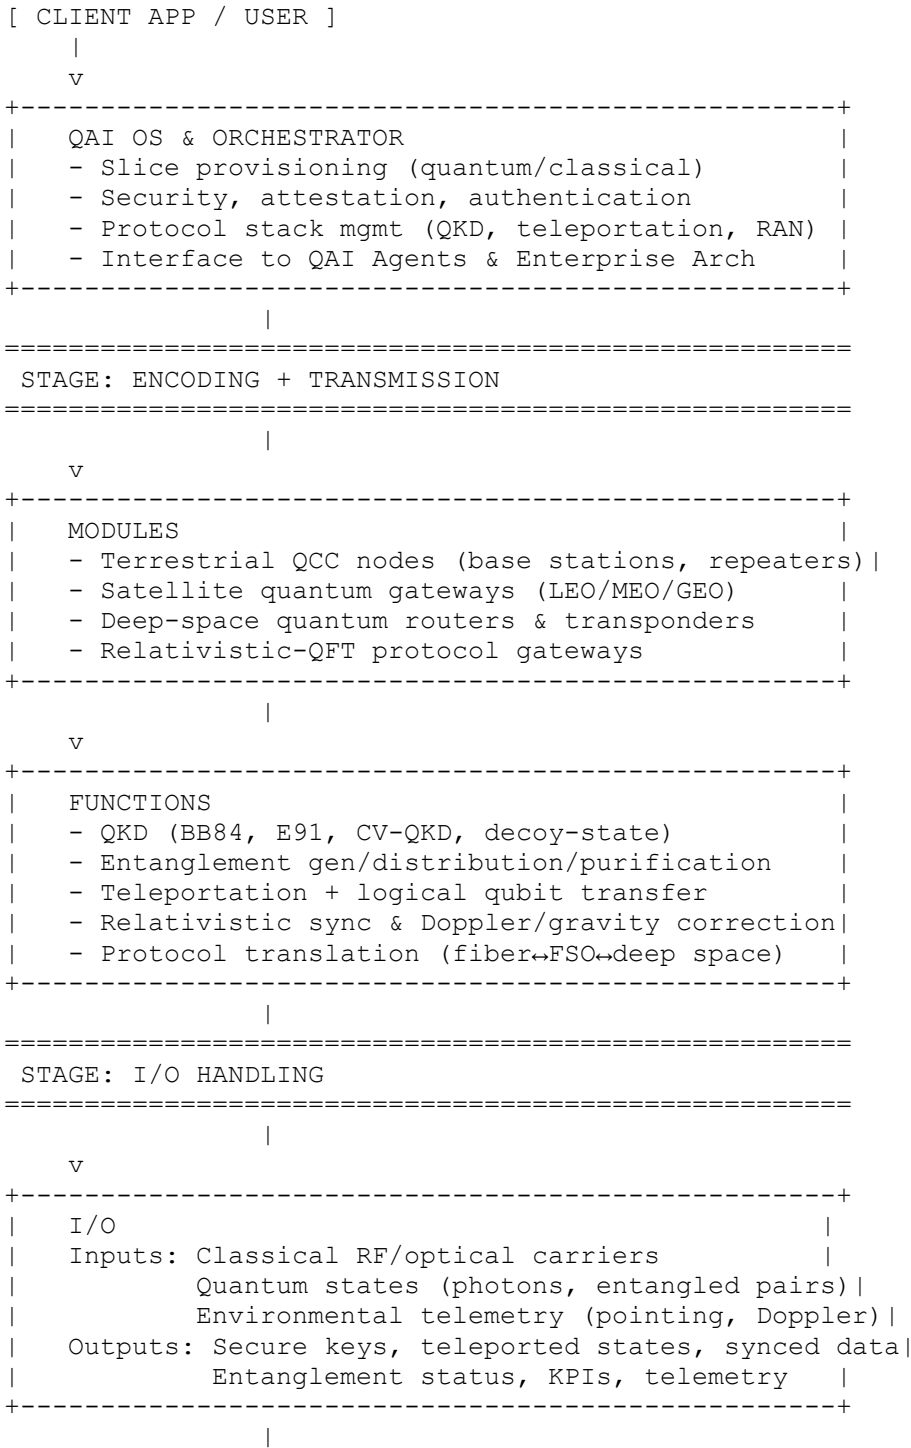 [ CLIENT APP / USER ]
    |
    v
+---------------------------------------------------+
|   QAI OS & ORCHESTRATOR                           |
|   - Slice provisioning (quantum/classical)        |
|   - Security, attestation, authentication         |
|   - Protocol stack mgmt (QKD, teleportation, RAN) |
|   - Interface to QAI Agents & Enterprise Arch     |
+---------------------------------------------------+
                |
=====================================================
 STAGE: ENCODING + TRANSMISSION
=====================================================
                |
    v
+---------------------------------------------------+
|   MODULES                                         |
|   - Terrestrial QCC nodes (base stations, repeaters)|
|   - Satellite quantum gateways (LEO/MEO/GEO)      |
|   - Deep-space quantum routers & transponders     |
|   - Relativistic-QFT protocol gateways            |
+---------------------------------------------------+
                |
    v
+---------------------------------------------------+
|   FUNCTIONS                                       |
|   - QKD (BB84, E91, CV-QKD, decoy-state)          |
|   - Entanglement gen/distribution/purification    |
|   - Teleportation + logical qubit transfer        |
|   - Relativistic sync & Doppler/gravity correction|
|   - Protocol translation (fiber↔FSO↔deep space)   |
+---------------------------------------------------+
                |
=====================================================
 STAGE: I/O HANDLING
=====================================================
                |
    v
+---------------------------------------------------+
|   I/O                                            |
|   Inputs: Classical RF/optical carriers          |
|           Quantum states (photons, entangled pairs)|
|           Environmental telemetry (pointing, Doppler)|
|   Outputs: Secure keys, teleported states, synced data|
|            Entanglement status, KPIs, telemetry   |
+---------------------------------------------------+
                |